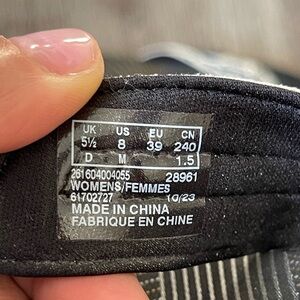 UK US EU CN
5½ 8 39 240
D M 1.5
261604004055 28961
WOMENS/FEMMES
61702727 10/23
MADE IN CHINA
FABRIQUE EN CHINE